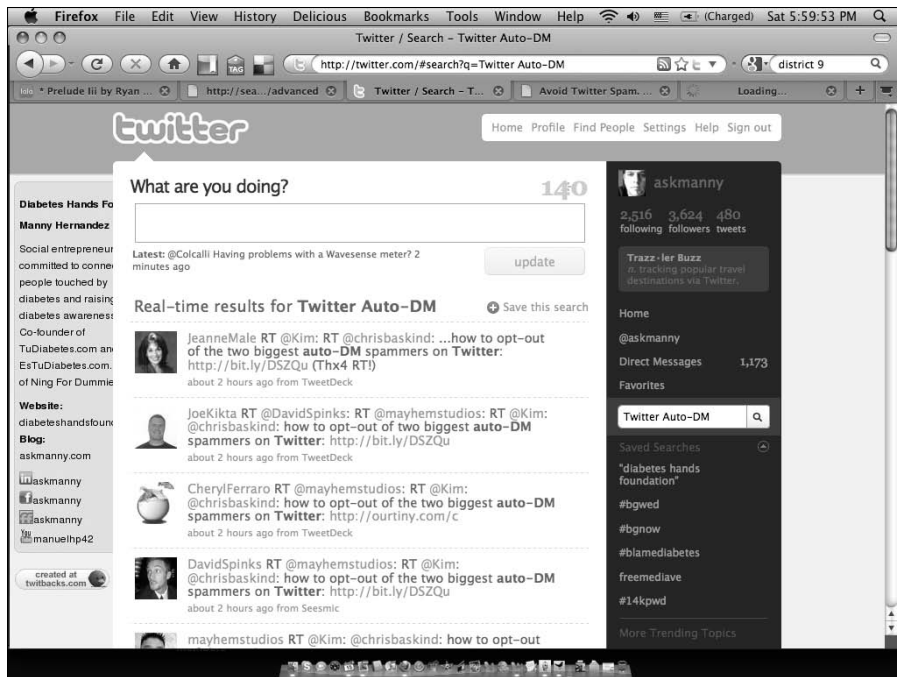 Firefox File Edit View History Delicious Bookmarks Tools Window Help (Charged) Sat 5:59:53 PM
Twitter / Search – Twitter Auto-DM
http://twitter.com/#search?q=Twitter Auto-DM
district 9
* Prelude Iii by Ryan ...
http://sea.../advanced
Twitter / Search – T...
Avoid Twitter Spam. ...
Loading...
twitter
Home Profile Find People Settings Help Sign out
Diabetes Hands Fo
Manny Hernandez
Social entrepreneur
committed to conne
people touched by
diabetes and raising
diabetes awareness
Co-founder of
TuDiabetes.com an
EsTuDiabetes.com.
of Ning For Dummie
Website:
diabeteshandsfoun
Blog:
askmanny.com
askmanny
askmanny
askmanny
manuelhp42
created at
twitbacks.com
What are you doing?
140
Latest: @Colcalli Having problems with a Wavesense meter? 2
minutes ago
update
Real-time results for Twitter Auto-DM
Save this search
JeanneMale RT @Kim: RT @chrisbaskind: ...how to opt-out
of the two biggest auto-DM spammers on Twitter:
http://bit.ly/DSZQu (Thx4 RT!)
about 2 hours ago from TweetDeck
JoeKikta RT @DavidSpinks: RT @mayhemstudios: RT @Kim:
@chrisbaskind: how to opt-out of two biggest auto-DM
spammers on Twitter: http://bit.ly/DSZQu
about 2 hours ago from TweetDeck
CherylFerraro RT @mayhemstudios: RT @Kim:
@chrisbaskind: how to opt-out of the two biggest auto-DM
spammers on Twitter: http://ourtiny.com/c
about 2 hours ago from TweetDeck
DavidSpinks RT @mayhemstudios: RT @Kim:
@chrisbaskind: how to opt-out of the two biggest auto-DM
spammers on Twitter: http://bit.ly/DSZQu
about 2 hours ago from Seesmic
mayhemstudios RT @Kim: @chrisbaskind: how to opt-out
askmanny
2,516 3,624 480
following followers tweets
Trazz·ler Buzz
n. tracking popular travel
destinations via Twitter.
Home
@askmanny
Direct Messages 1,173
Favorites
Twitter Auto-DM
Saved Searches
"diabetes hands
foundation"
#bgwed
#bgnow
#blamediabetes
freemediave
#14kpwd
More Trending Topics